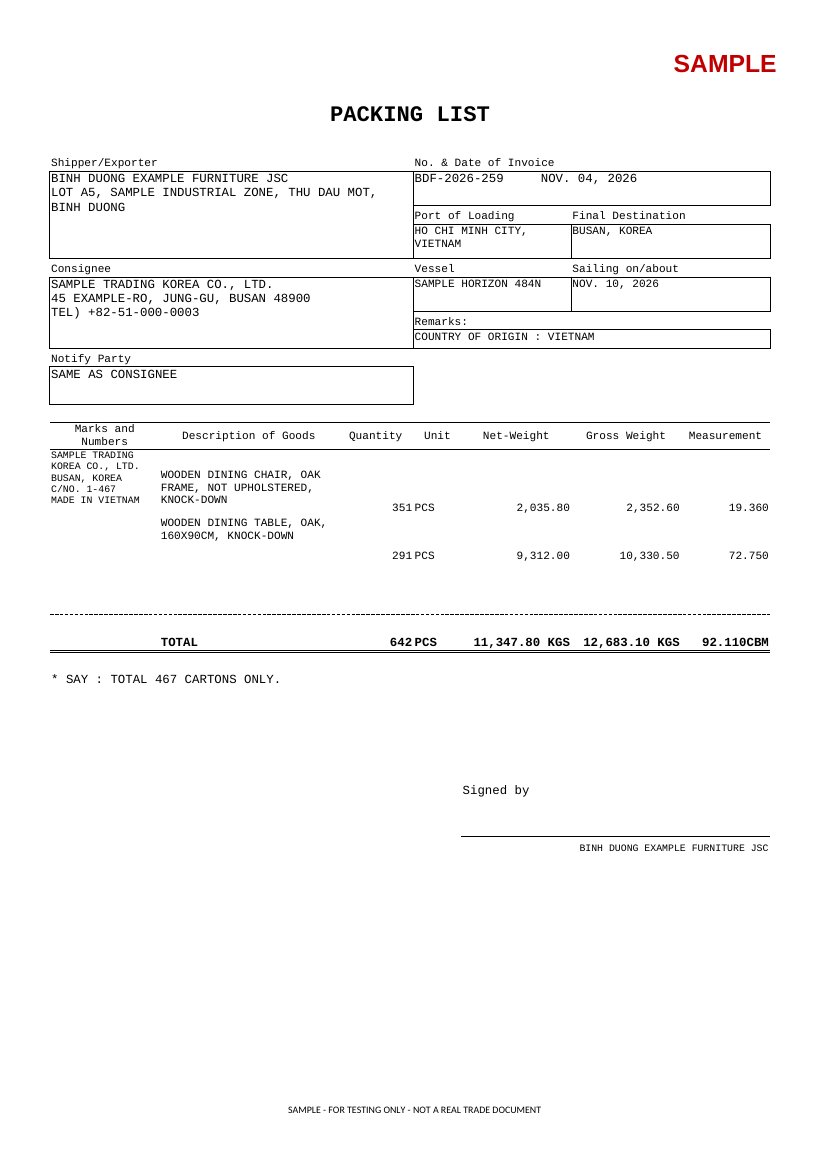 SAMPLE
PACKING LIST
Shipper/Exporter
BINH DUONG EXAMPLE FURNITURE JSC
LOT A5, SAMPLE INDUSTRIAL ZONE, THU DAU MOT,
BINH DUONG
No. & Date of Invoice
BDF-2026-259 NOV. 04, 2026
Port of Loading Final Destination
HO CHI MINH CITY, BUSAN, KOREA
VIETNAM
Consignee
SAMPLE TRADING KOREA CO., LTD.
45 EXAMPLE-RO, JUNG-GU, BUSAN 48900
TEL) +82-51-000-0003
Vessel Sailing on/about
SAMPLE HORIZON 484N NOV. 10, 2026
Remarks:
COUNTRY OF ORIGIN : VIETNAM
Notify Party
SAME AS CONSIGNEE
Marks and
Numbers
Description of Goods Quantity Unit Net-Weight Gross Weight Measurement
SAMPLE TRADING
KOREA CO., LTD.
BUSAN, KOREA
C/NO. 1-467
MADE IN VIETNAM
WOODEN DINING CHAIR, OAK
FRAME, NOT UPHOLSTERED,
KNOCK-DOWN
351 PCS 2,035.80 2,352.60 19.360
WOODEN DINING TABLE, OAK,
160X90CM, KNOCK-DOWN
291 PCS 9,312.00 10,330.50 72.750
TOTAL 642 PCS 11,347.80 KGS 12,683.10 KGS 92.110CBM
* SAY : TOTAL 467 CARTONS ONLY.
Signed by
BINH DUONG EXAMPLE FURNITURE JSC
SAMPLE - FOR TESTING ONLY - NOT A REAL TRADE DOCUMENT